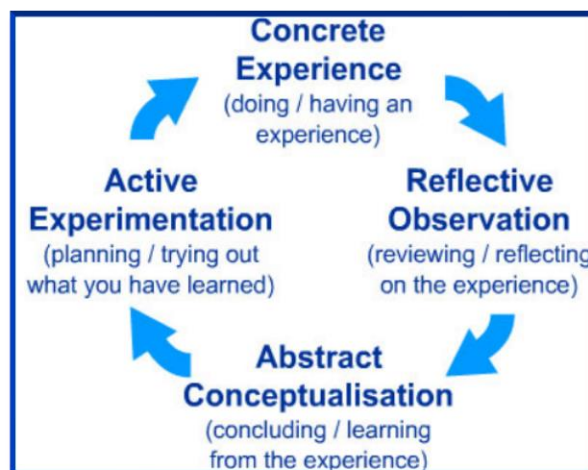 Concrete
Experience
(doing / having an
experience)
Active
Experimentation
(planning / trying out
what you have learned)
Reflective
Observation
(reviewing / reflecting
on the experience)
Abstract
Conceptualisation
(concluding / learning
from the experience)